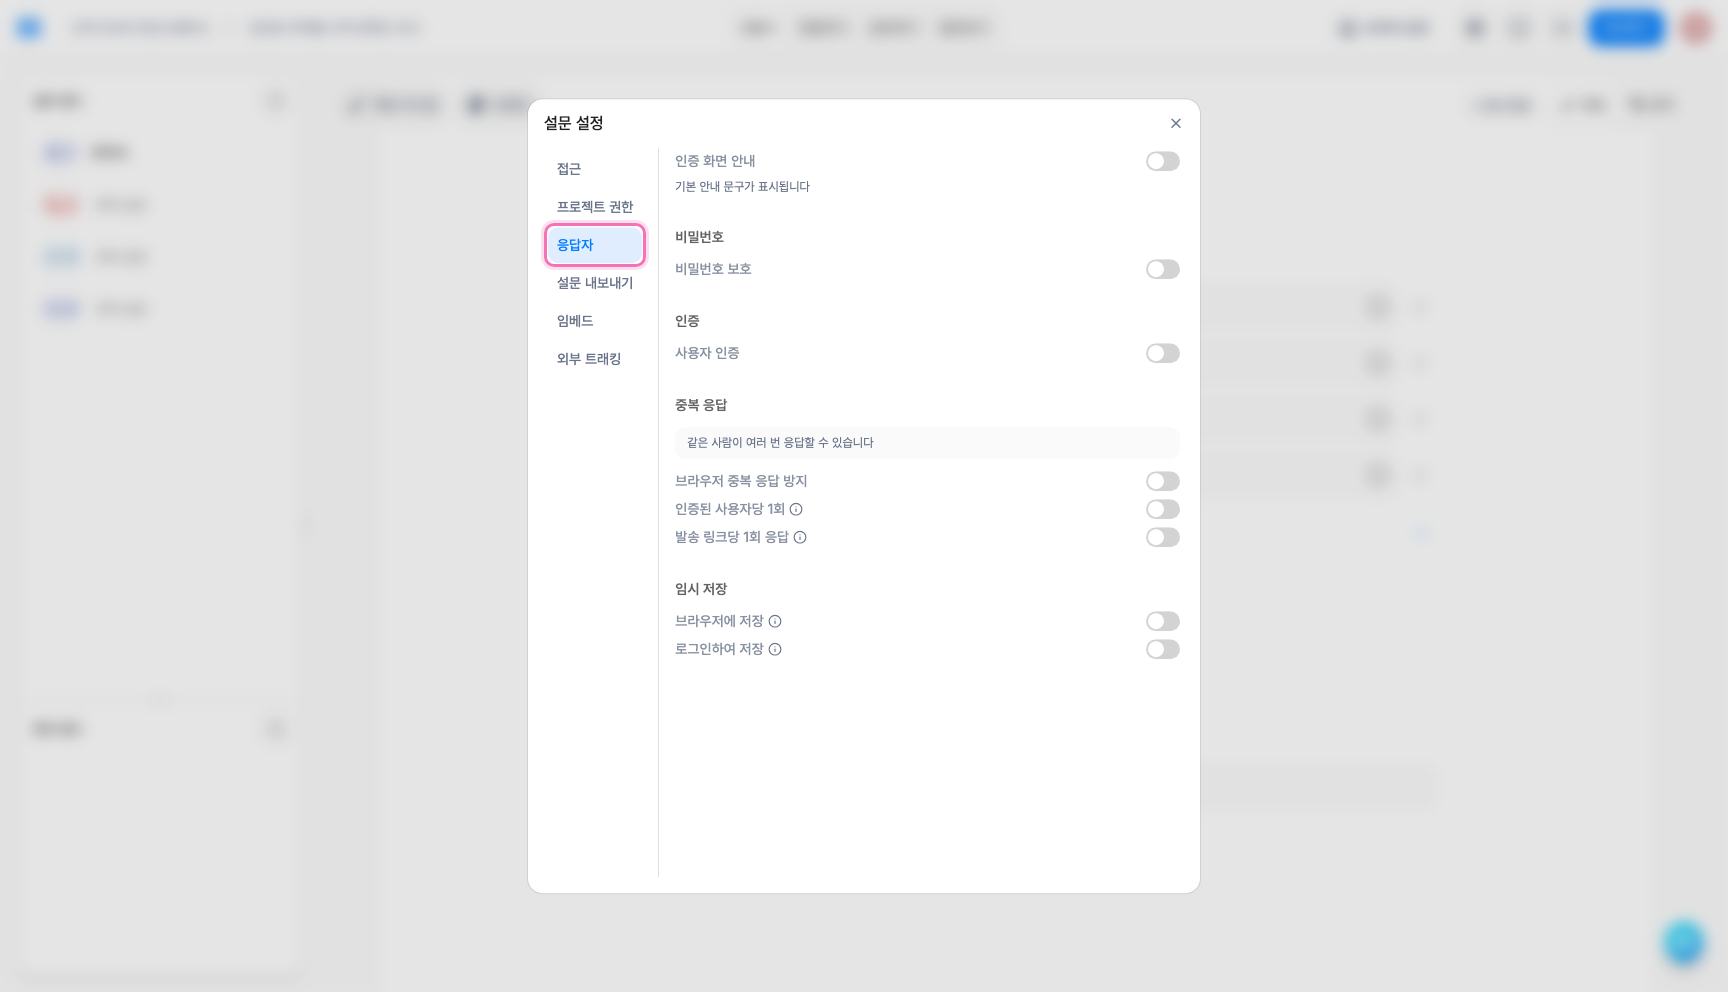 설문 설정
접근
프로젝트 권한
응답자
설문 내보내기
임베드
외부 트래킹
인증 화면 안내
기본 안내 문구가 표시됩니다
비밀번호
비밀번호 보호
인증
사용자 인증
중복 응답
같은 사람이 여러 번 응답할 수 있습니다
브라우저 중복 응답 방지
인증된 사용자당 1회
발송 링크당 1회 응답
임시 저장
브라우저에 저장
로그인하여 저장